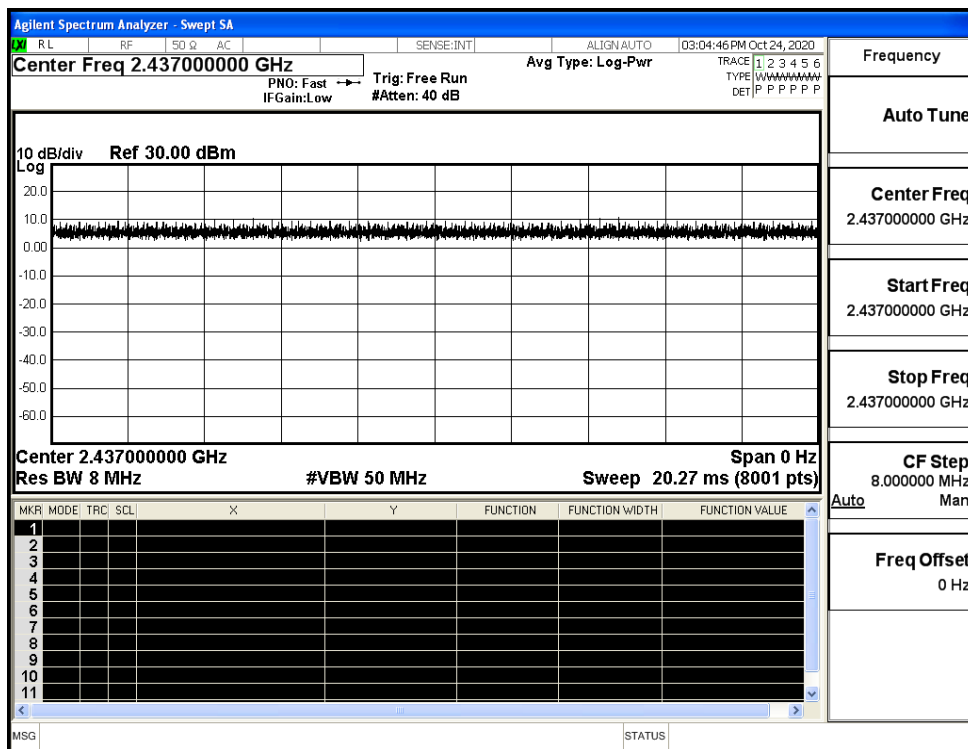 Agilent Spectrum Analyzer - Swept SA
LXI RL RF 50 Ω AC SENSE:INT ALIGN AUTO 03:04:46 PM Oct 24, 2020
Center Freq 2.437000000 GHz
PNO: Fast
IFGain:Low
Trig: Free Run
#Atten: 40 dB
Avg Type: Log-Pwr
TRACE 1 2 3 4 5 6
TYPE WWWWWW
DET P P P P P P
10 dB/div Ref 30.00 dBm
Log
20.0
10.0
0.00
-10.0
-20.0
-30.0
-40.0
-50.0
-60.0
Center 2.437000000 GHz Span 0 Hz
Res BW 8 MHz #VBW 50 MHz Sweep 20.27 ms (8001 pts)
MKR MODE TRC SCL X Y FUNCTION FUNCTION WIDTH FUNCTION VALUE
1
2
3
4
5
6
7
8
9
10
11
MSG STATUS
Frequency
Auto Tune
Center Freq
2.437000000 GHz
Start Freq
2.437000000 GHz
Stop Freq
2.437000000 GHz
CF Step
8.000000 MHz
Auto Man
Freq Offset
0 Hz